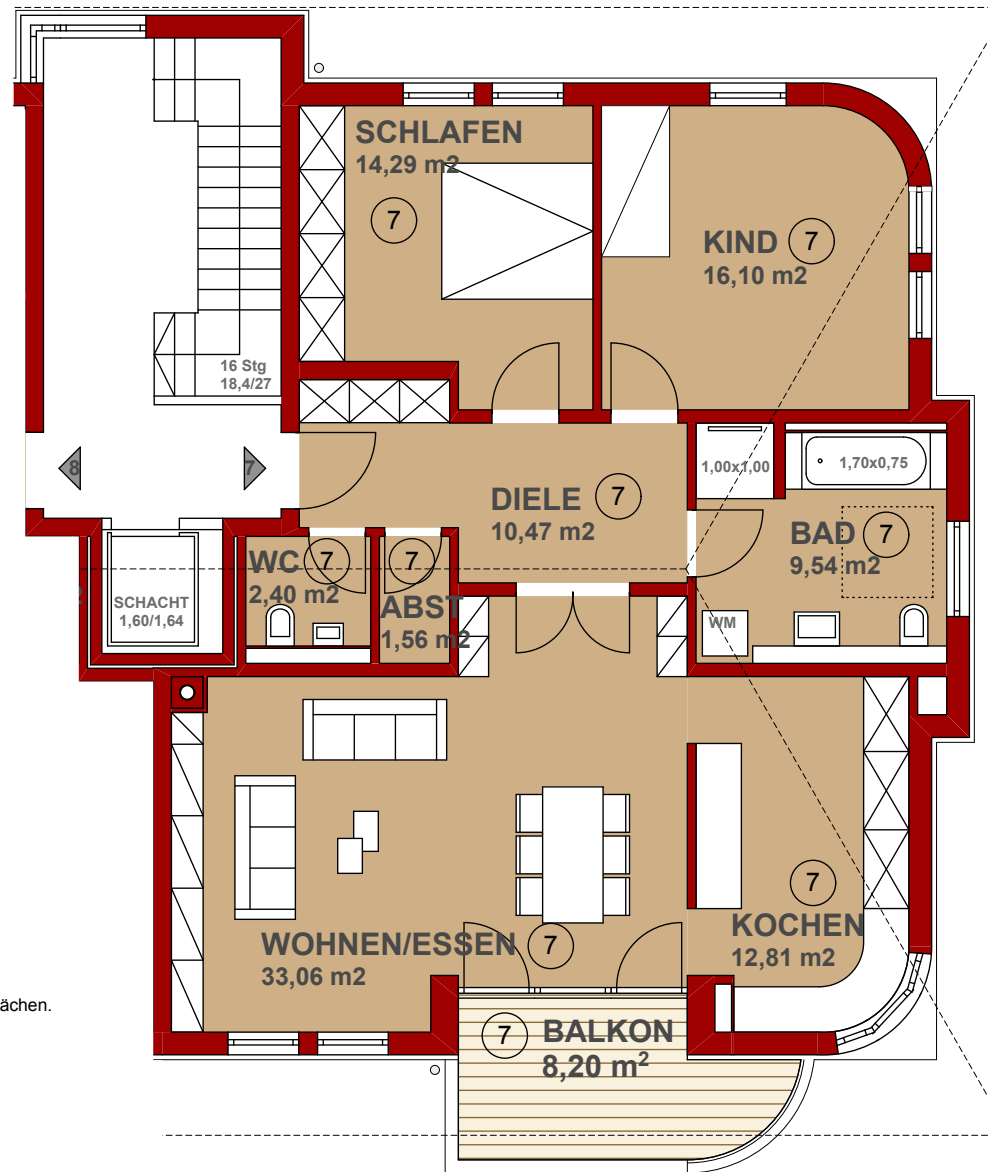 SCHLAFEN
14,29 m2
7
KIND 7
16,10 m2
16 Stg
18,4/27
8 7
1,00x1,00
1,70x0,75
DIELE 7
10,47 m2
BAD 7
9,54 m2
WC 7
2,40 m2
7
ABST
1,56 m2
SCHACHT
1,60/1,64
WM
7
KOCHEN
12,81 m2
WOHNEN/ESSEN 7
33,06 m2
ächen.
7 BALKON
8,20 m²